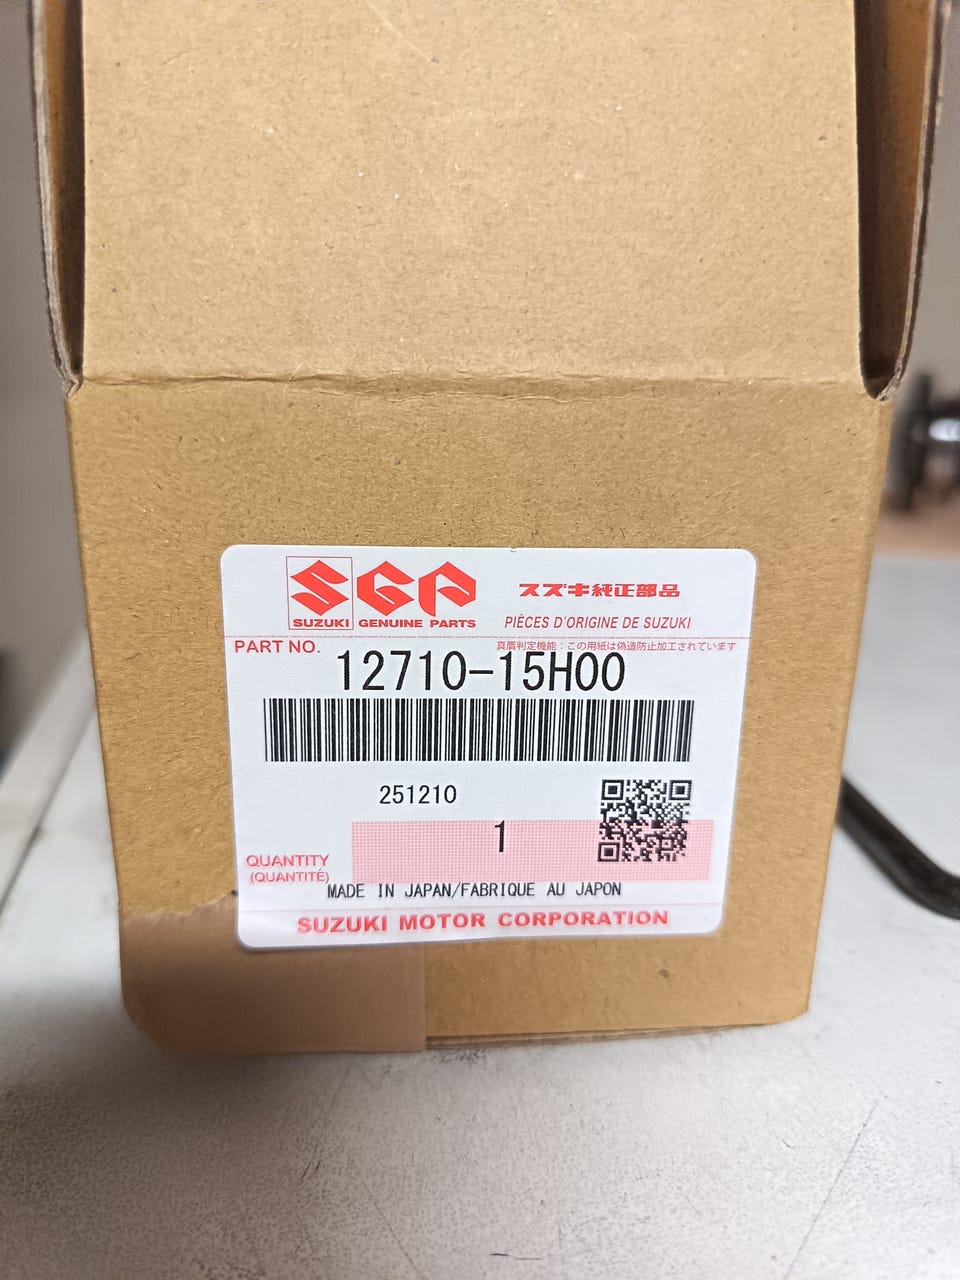 SGP
SUZUKI GENUINE PARTS
スズキ純正部品
PIÈCES D'ORIGINE DE SUZUKI
PART NO.
真贋判定機能：この用紙は偽造防止加工されています
12710-15H00
251210
1
QUANTITY
(QUANTITÉ)
MADE IN JAPAN/FABRIQUE AU JAPON
SUZUKI MOTOR CORPORATION